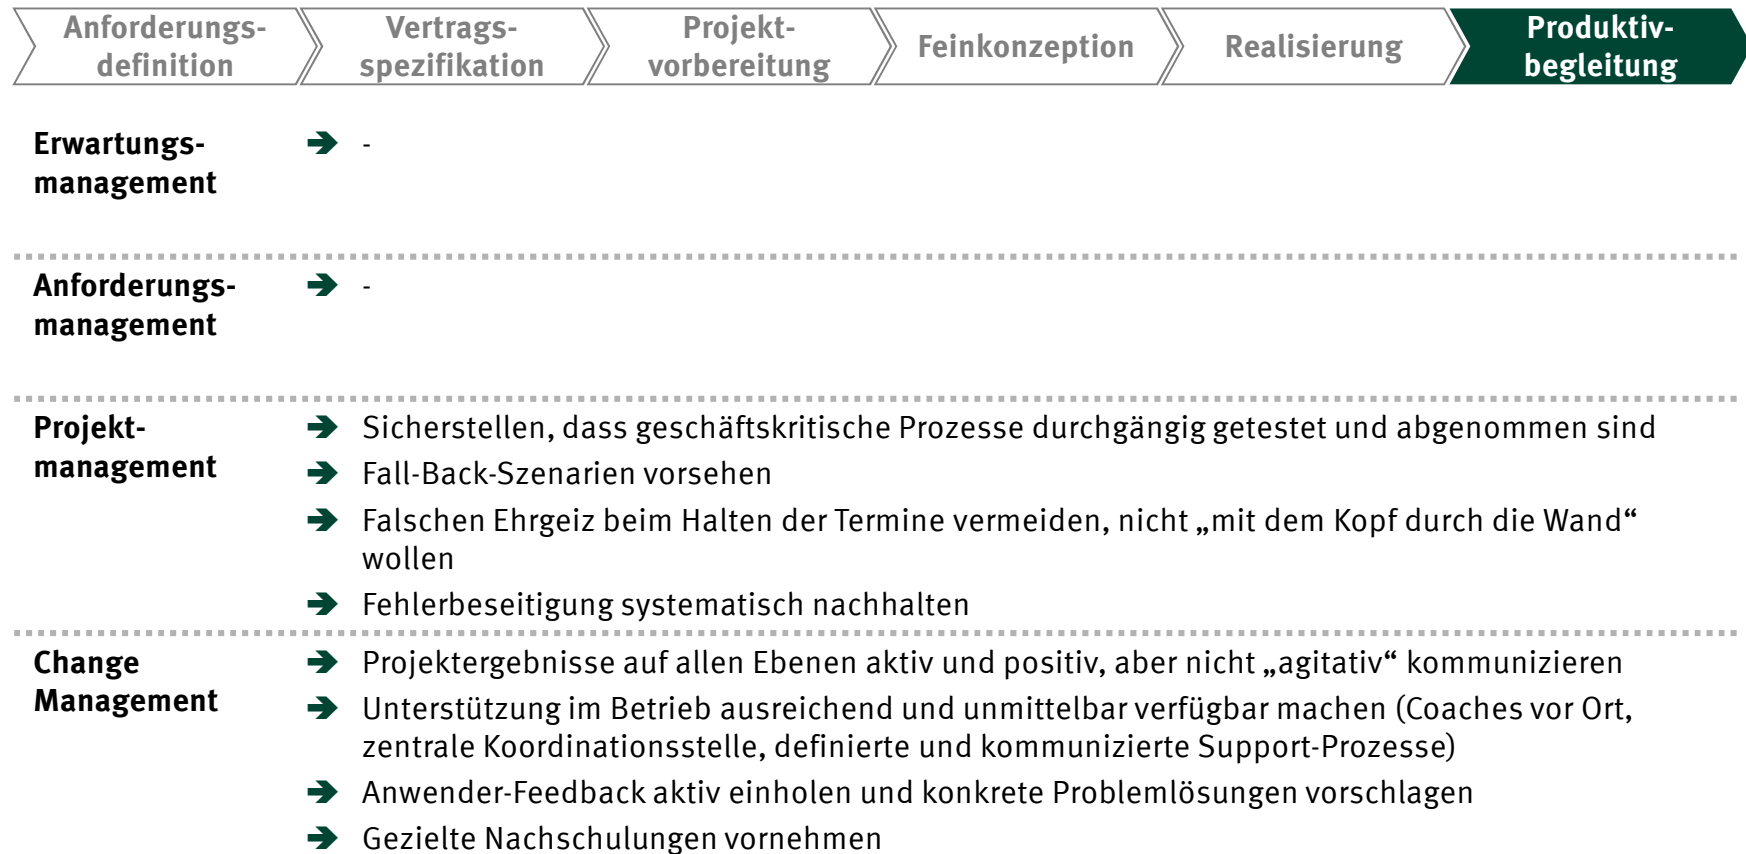 Anforderungs-
definition
Vertrags-
spezifikation
Projekt-
vorbereitung
Feinkonzeption
Realisierung
Produktiv-
begleitung
Erwartungs-
management
-
Anforderungs-
management
-
Projekt-
management
Sicherstellen, dass geschäftskritische Prozesse durchgängig getestet und abgenommen sind
Fall-Back-Szenarien vorsehen
Falschen Ehrgeiz beim Halten der Termine vermeiden, nicht „mit dem Kopf durch die Wand“
wollen
Fehlerbeseitigung systematisch nachhalten
Change
Management
Projektergebnisse auf allen Ebenen aktiv und positiv, aber nicht „agitativ“ kommunizieren
Unterstützung im Betrieb ausreichend und unmittelbar verfügbar machen (Coaches vor Ort,
zentrale Koordinationsstelle, definierte und kommunizierte Support-Prozesse)
Anwender-Feedback aktiv einholen und konkrete Problemlösungen vorschlagen
Gezielte Nachschulungen vornehmen